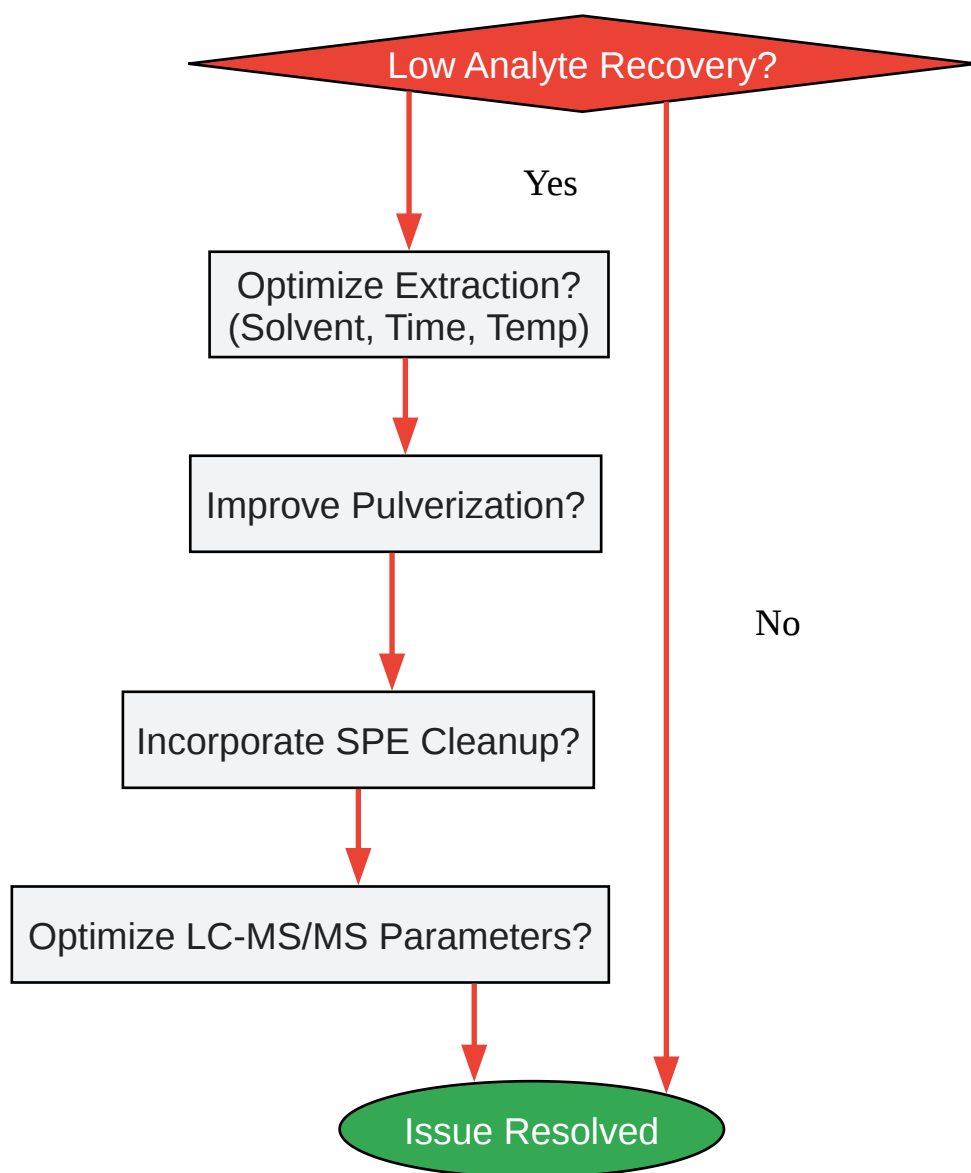 Low Analyte Recovery?
Yes
Optimize Extraction?
(Solvent, Time, Temp)
Improve Pulverization?
No
Incorporate SPE Cleanup?
Optimize LC-MS/MS Parameters?
Issue Resolved